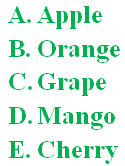 A. Apple
B. Orange
C. Grape
D. Mango
E. Cherry